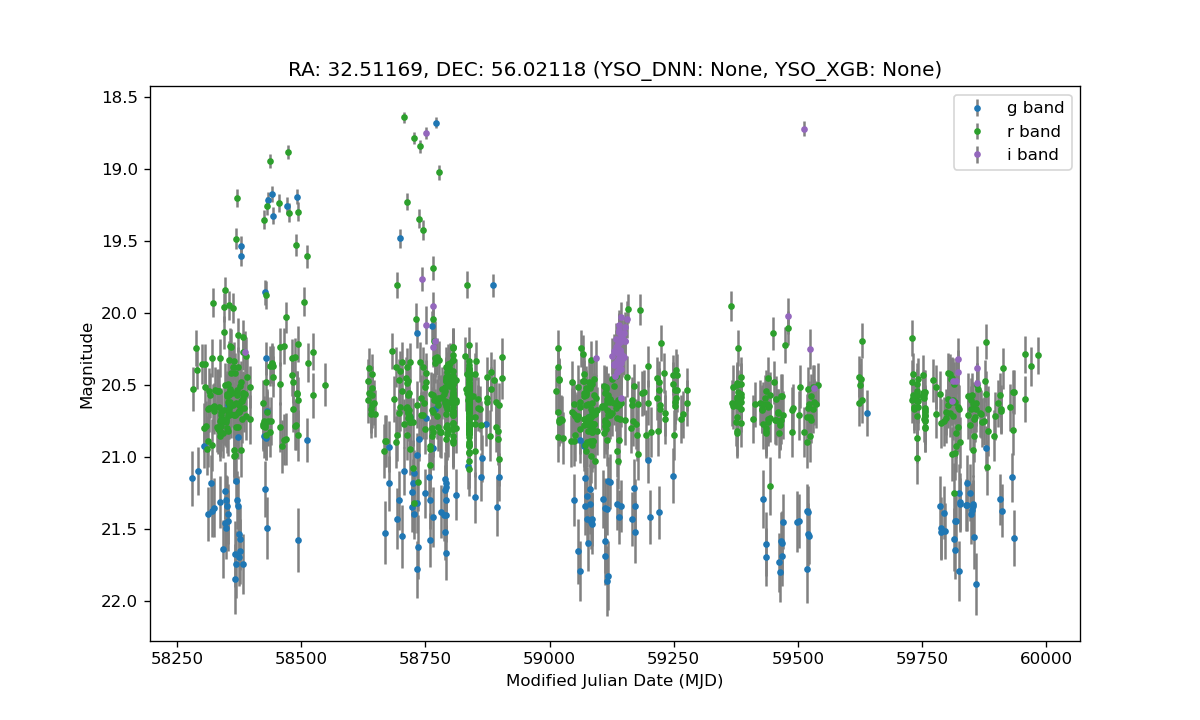 RA: 32.51169, DEC: 56.02118 (YSO_DNN: None, YSO_XGB: None)
g band
r band
i band
18.5
19.0
19.5
20.0
20.5
21.0
21.5
22.0
Magnitude
58250 58500 58750 59000 59250 59500 59750 60000
Modified Julian Date (MJD)